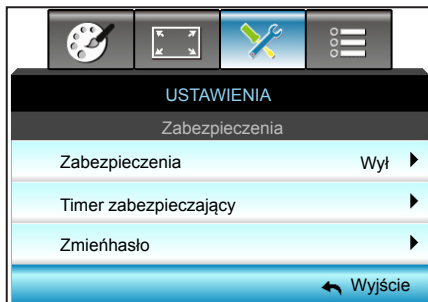 USTAWIENIA
Zabezpieczenia
Zabezpieczenia Wył
Timer zabezpieczający
Zmieńhasło
Wyjście